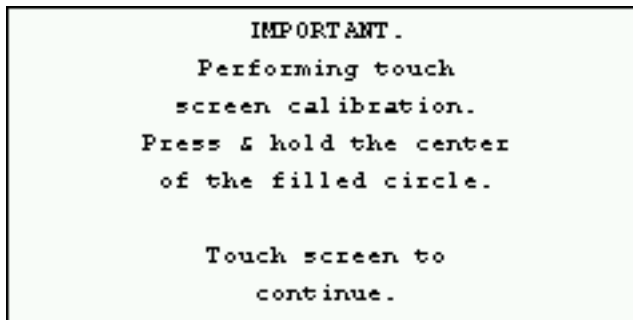 IMPORTANT.
Performing touch
screen calibration.
Press & hold the center
of the filled circle.
Touch screen to
continue.